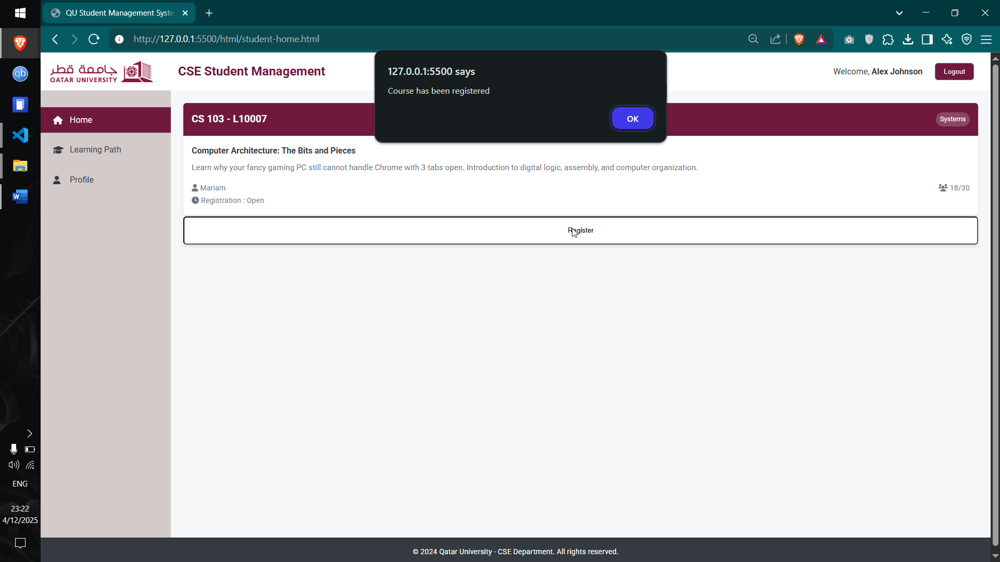 QU Student Management Syste
http://127.0.0.1:5500/html/student-home.html
جامعة قطر
QATAR UNIVERSITY
CSE Student Management
127.0.0.1:5500 says
Course has been registered
OK
Welcome, Alex Johnson
Logout
Home
Learning Path
Profile
CS 103 - L10007
Systems
Computer Architecture: The Bits and Pieces
Learn why your fancy gaming PC still cannot handle Chrome with 3 tabs open. Introduction to digital logic, assembly, and computer organization.
Mariam
18/30
Registration : Open
Register
qb
W
ENG
23:22
4/12/2025
© 2024 Qatar University - CSE Department. All rights reserved.